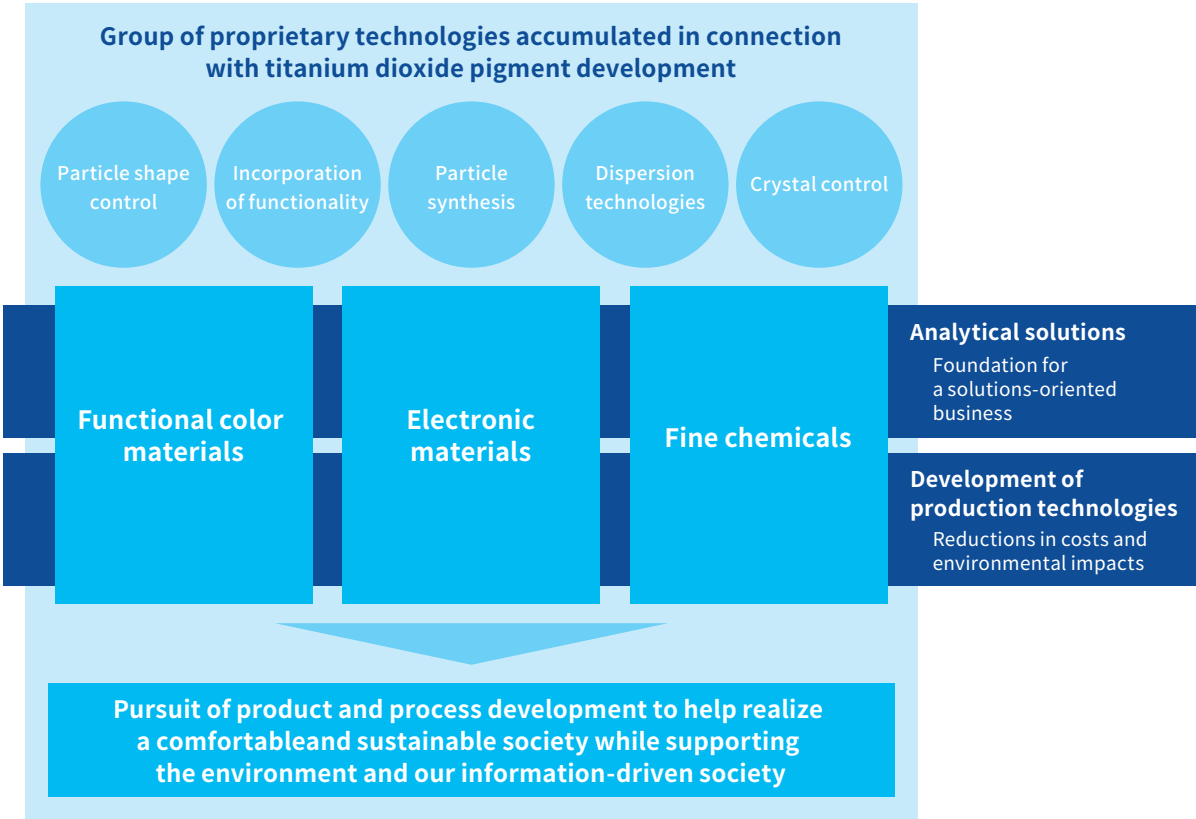 Group of proprietary technologies accumulated in connection
with titanium dioxide pigment development
Particle shape
control
Incorporation
of functionality
Particle
synthesis
Dispersion
technologies
Crystal control
Functional color
materials
Electronic
materials
Fine chemicals
Analytical solutions
Foundation for
a solutions-oriented
business
Development of
production technologies
Reductions in costs and
environmental impacts
Pursuit of product and process development to help realize
a comfortableand sustainable society while supporting
the environment and our information-driven society